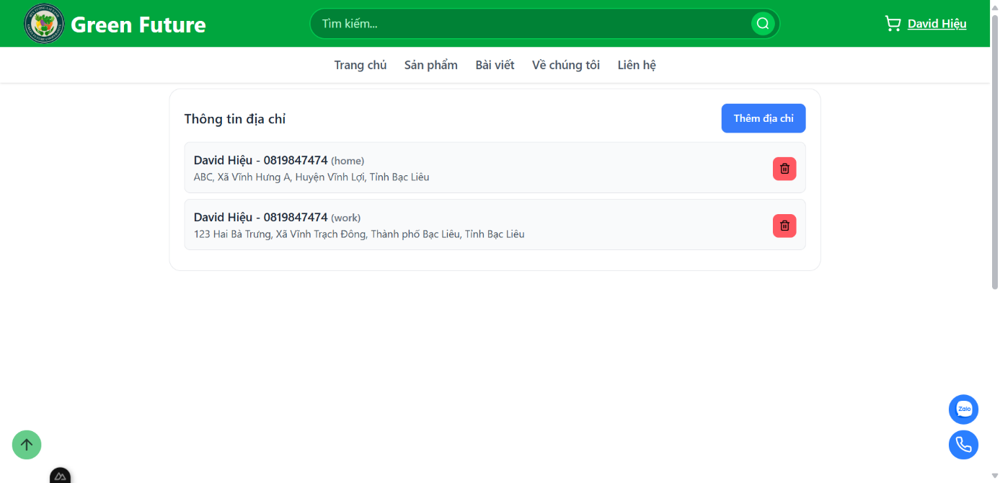 Green Future
Tìm kiếm...
David Hiệu
Trang chủ Sản phẩm Bài viết Về chúng tôi Liên hệ
Thông tin địa chỉ
Thêm địa chỉ
David Hiệu - 0819847474 (home)
ABC, Xã Vĩnh Hưng A, Huyện Vĩnh Lợi, Tỉnh Bạc Liêu
David Hiệu - 0819847474 (work)
123 Hai Bà Trưng, Xã Vĩnh Trạch Đông, Thành phố Bạc Liêu, Tỉnh Bạc Liêu
Zalo